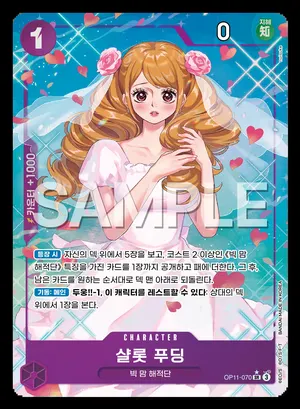 1
0
지혜
知
카운터 +1000
SAMPLE
등장 시 자신의 덱 위에서 5장을 보고, 코스트 2 이상인 《빅 맘
해적단》 특징을 가진 카드를 1장까지 공개하고 패에 더한다. 그 후,
남은 카드를 원하는 순서대로 덱 맨 아래로 되돌린다.
기동: 메인 두웅!!-1, 이 캐릭터를 레스트할 수 있다: 상대의 덱
위에서 1장을 본다.
CHARACTER
샬롯 푸딩
빅 맘 해적단
OP11-070 SR 3